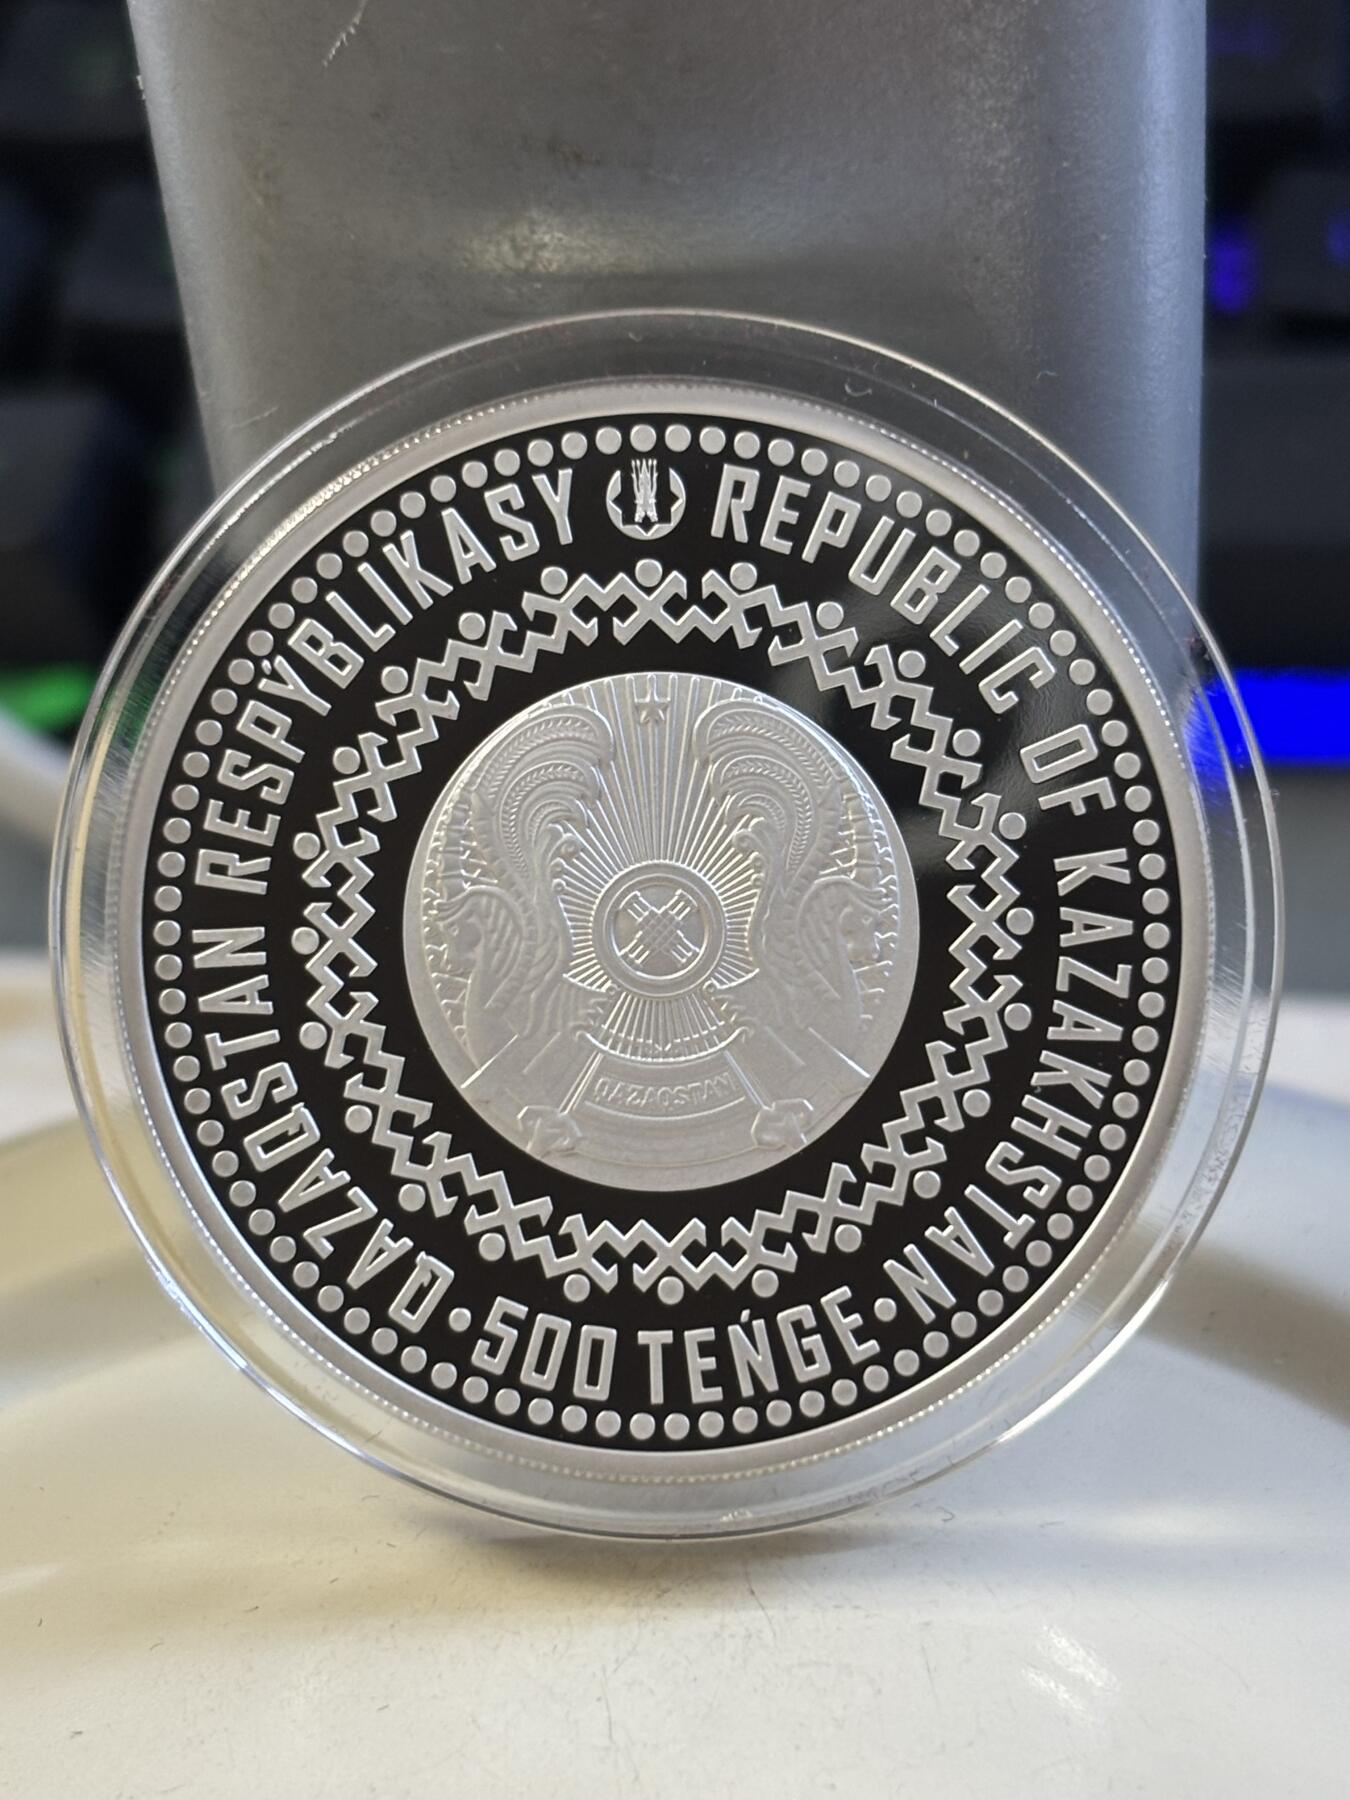 QAZAQSTAN RESPÝBLIKASY
REPUBLIC OF KAZAKHSTAN
• 500 TEŃGE •
QAZAQSTAN